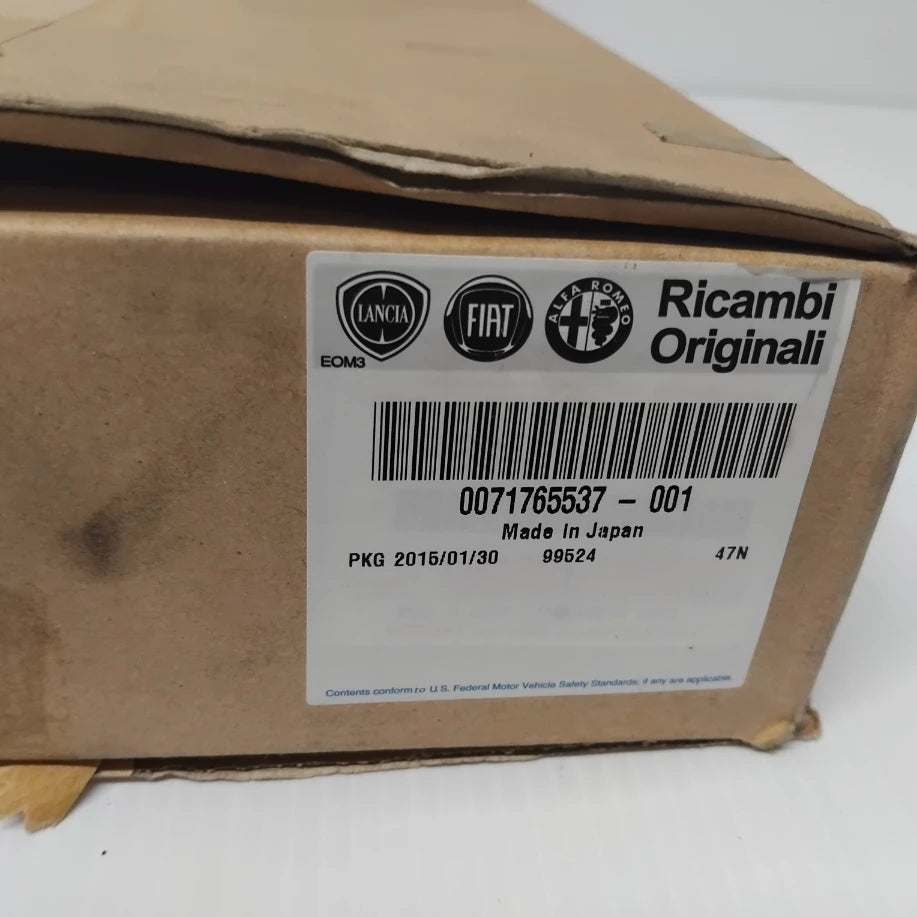 LANCIA
FIAT
ALFA ROMEO
Ricambi
Originali
EOM3
0071765537 - 001
Made In Japan
PKG 2015/01/30 99524 47N
Contents conform to U.S. Federal Motor Vehicle Safety Standards, if any are applicable.